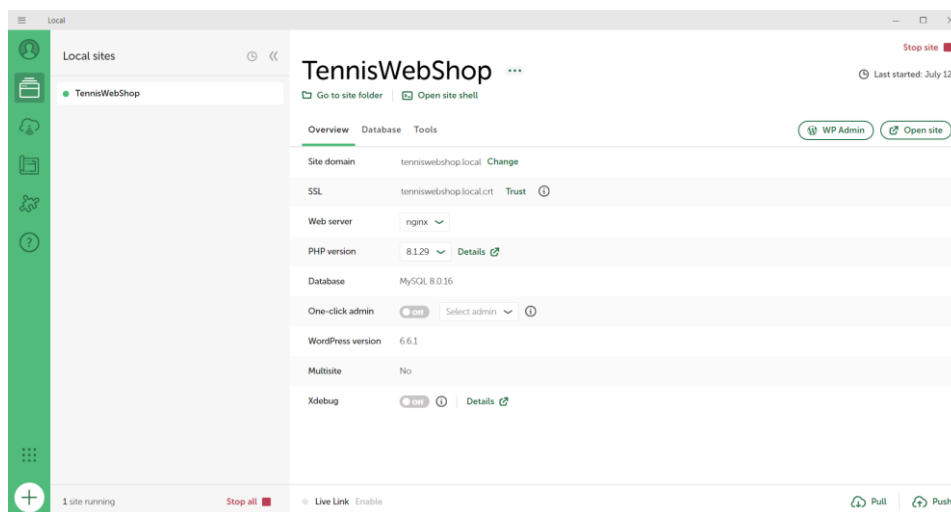 Local
Local sites
TennisWebShop
1 site running
Stop all
TennisWebShop
Stop site
Last started: July 12
Go to site folder
Open site shell
Overview Database Tools
WP Admin
Open site
Site domain tenniswebshop.local Change
SSL tenniswebshop.local.crt Trust
Web server nginx
PHP version 8.1.29 Details
Database MySQL 8.0.16
One-click admin Off Select admin
WordPress version 6.6.1
Multisite No
Xdebug Off Details
Live Link Enable
Pull
Push